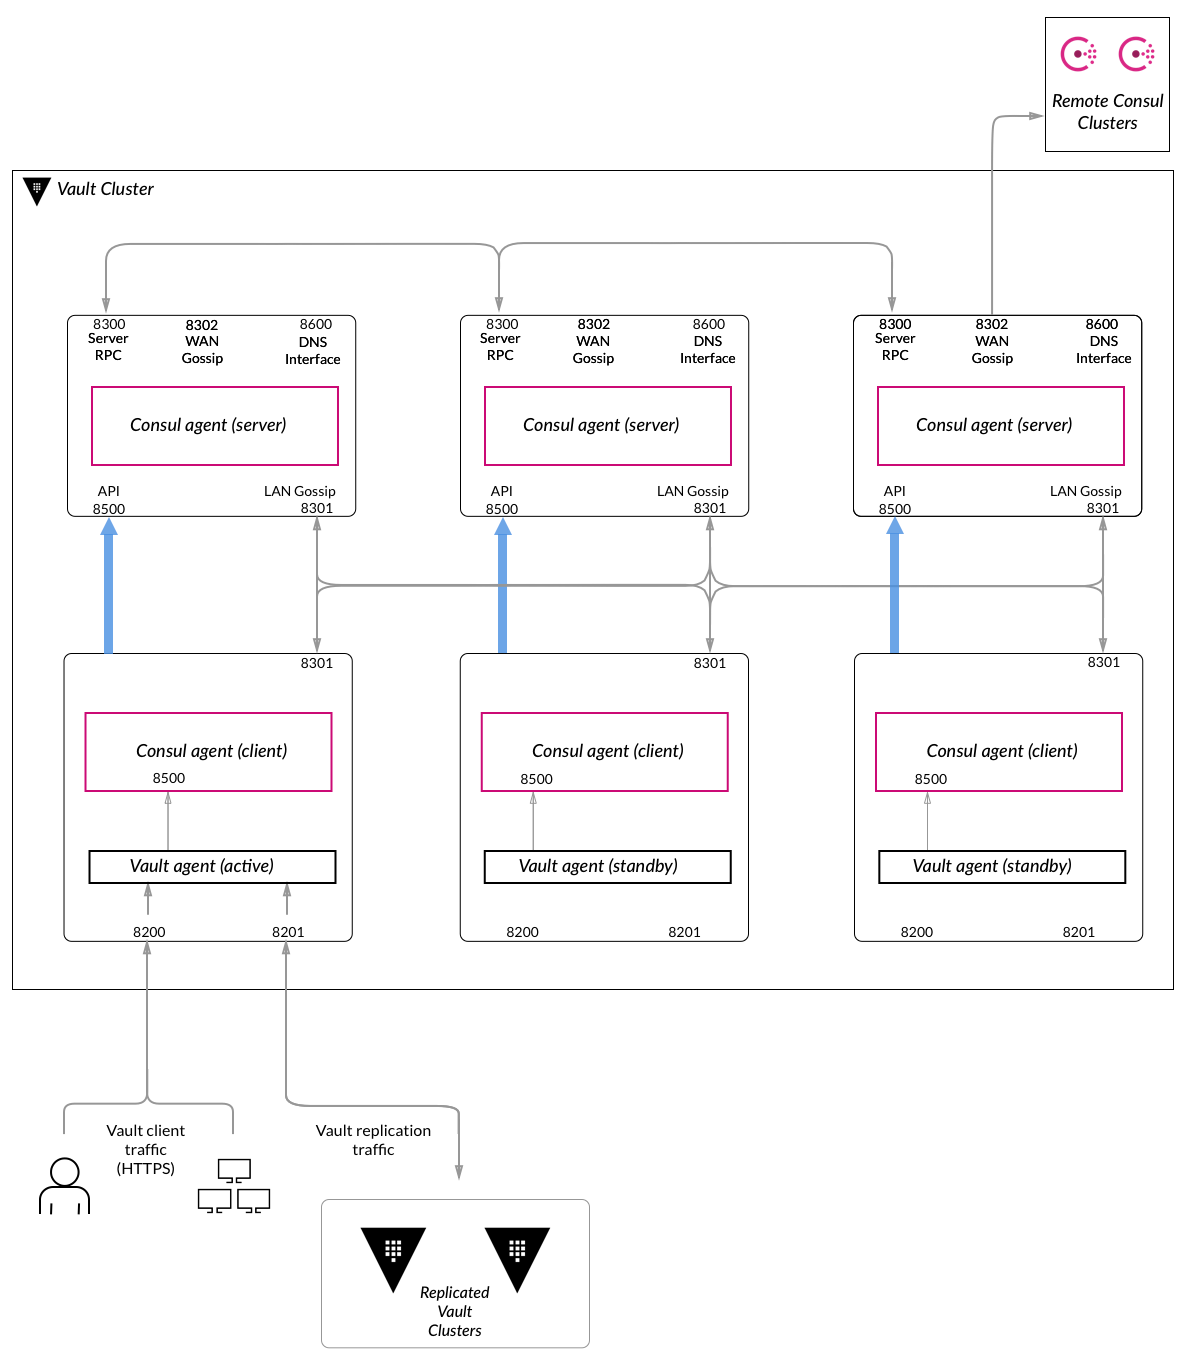 Remote Consul
Clusters
Vault Cluster
8300
Server
RPC
8302
WAN
Gossip
8600
DNS
Interface
Consul agent (server)
API
8500
LAN Gossip
8301
8300
Server
RPC
8302
WAN
Gossip
8600
DNS
Interface
Consul agent (server)
API
8500
LAN Gossip
8301
8300
Server
RPC
8302
WAN
Gossip
8600
DNS
Interface
Consul agent (server)
API
8500
LAN Gossip
8301
8301
Consul agent (client)
8500
Vault agent (active)
8200
8201
8301
Consul agent (client)
8500
Vault agent (standby)
8200
8201
8301
Consul agent (client)
8500
Vault agent (standby)
8200
8201
Vault client
traffic
(HTTPS)
Vault replication
traffic
Replicated
Vault
Clusters